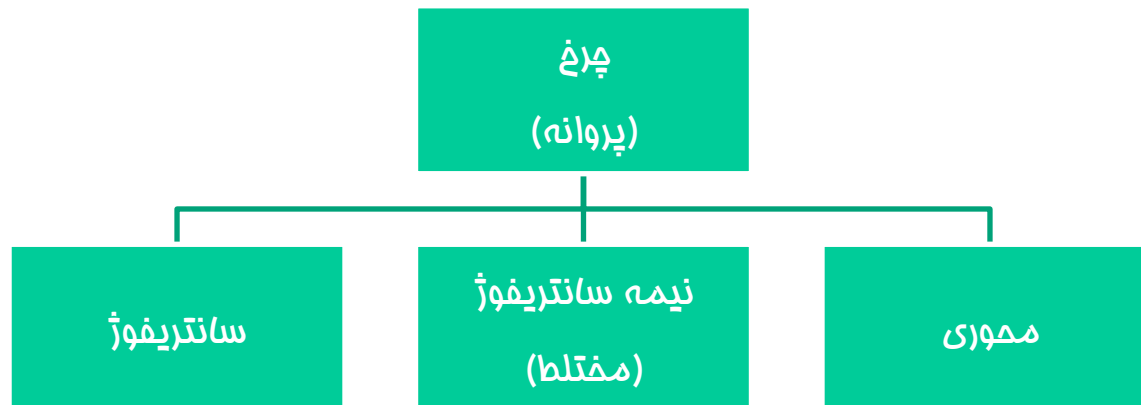 چرخ
(پروانه)
محوری
نیمه سانتریفوژ
(مختلط)
سانتریفوژ